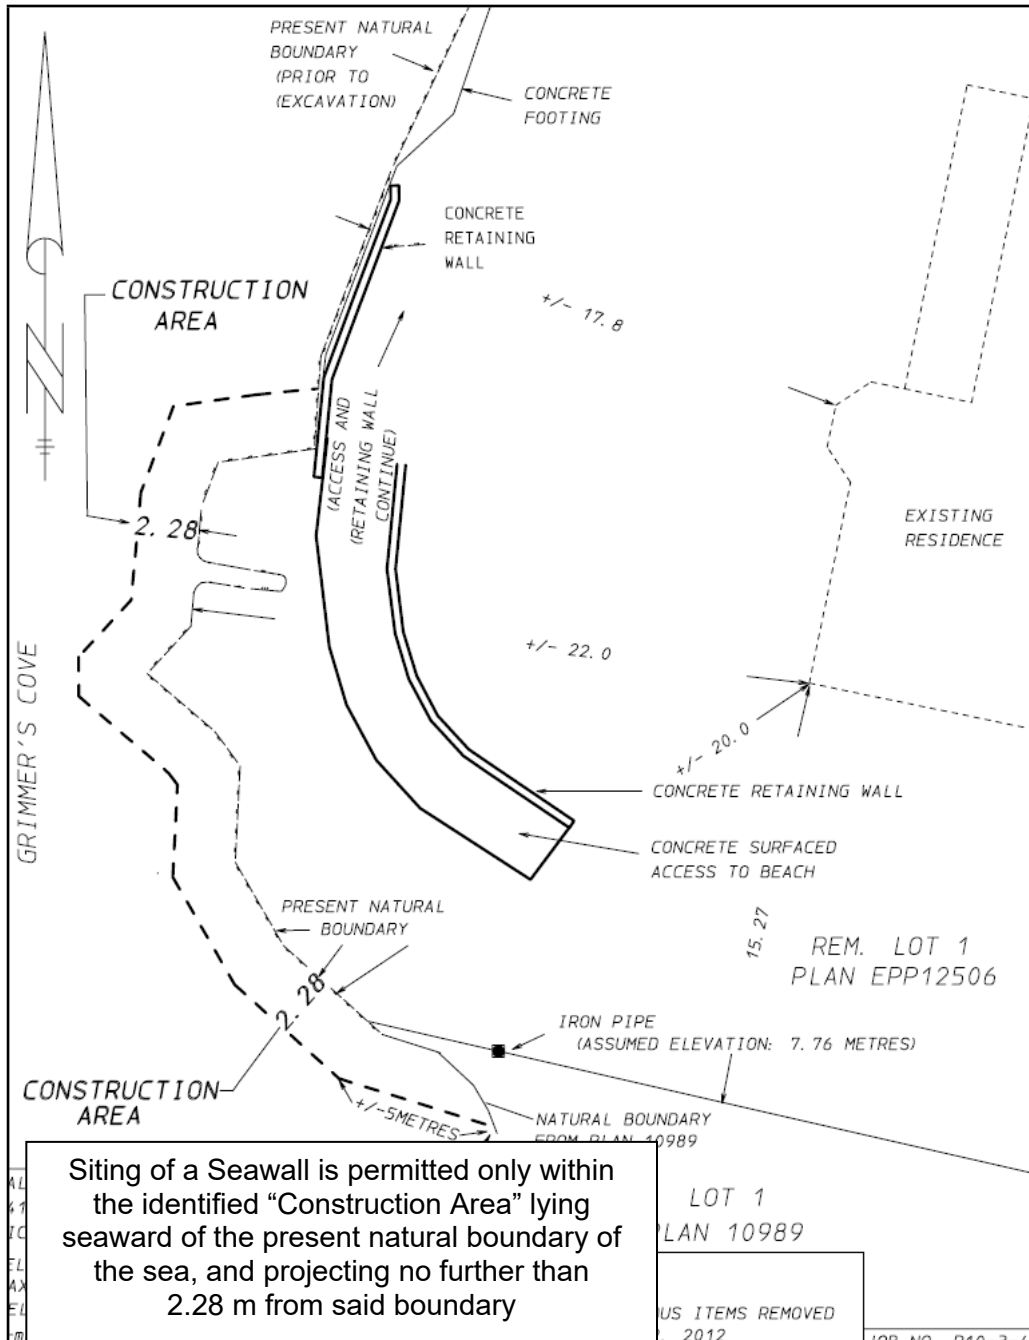 PRESENT NATURAL
BOUNDARY
(PRIOR TO
(EXCAVATION)
CONCRETE
FOOTING
CONCRETE
RETAINING
WALL
CONSTRUCTION
AREA
N
+/- 17.8
(ACCESS AND
(RETAINING WALL
CONTINUE)
2.28
EXISTING
RESIDENCE
GRIMMER'S COVE
+/- 22.0
+/- 20.0
CONCRETE RETAINING WALL
CONCRETE SURFACED
ACCESS TO BEACH
PRESENT NATURAL
BOUNDARY
15.27
REM. LOT 1
PLAN EPP12506
2.28
IRON PIPE
(ASSUMED ELEVATION: 7.76 METRES)
CONSTRUCTION
AREA
+/-5METRES
NATURAL BOUNDARY
FROM PLAN 10989
Siting of a Seawall is permitted only within
the identified “Construction Area” lying
seaward of the present natural boundary of
the sea, and projecting no further than
2.28 m from said boundary
LOT 1
PLAN 10989
ITEMS REMOVED
2012